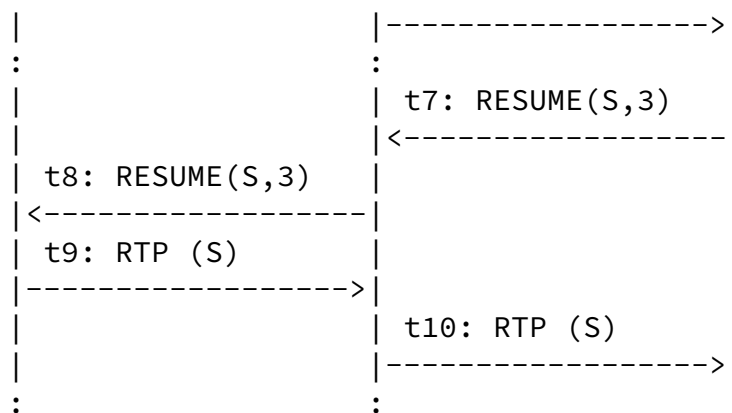 |                   |------------------>
:                   :
|                   | t7: RESUME(S,3)
|                   |<------------------
| t8: RESUME(S,3)   |
|<------------------|
| t9: RTP (S)       |
|------------------>|
|                   | t10: RTP (S)
|                   |------------------>
:                   :